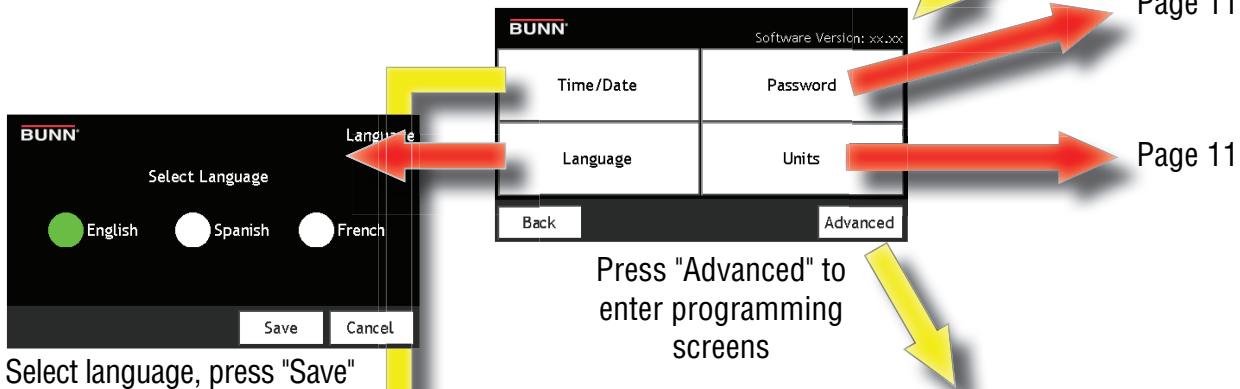 Page 11
BUNN
Software Version: xx.xx
Time/Date
Password
Language
Units
Page 11
Back
Advanced
BUNN
Language
Select Language
English
Spanish
French
Save
Cancel
Press "Advanced" to
enter programming
screens
Select language, press "Save"